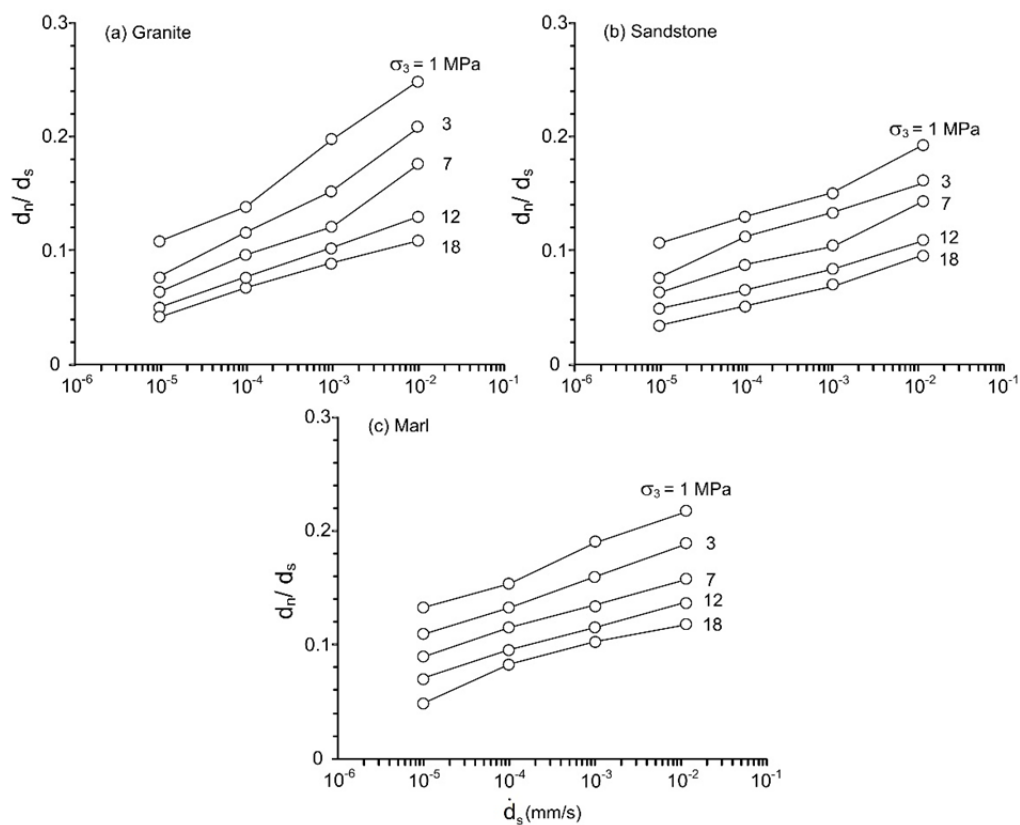 (a) Granite
0.3
0.2
0.1
0
dₙ/ dₛ
σ₃ = 1 MPa
3
7
12
18
10⁻⁶ 10⁻⁵ 10⁻⁴ 10⁻³ 10⁻² 10⁻¹
(b) Sandstone
0.3
0.2
0.1
0
dₙ/ dₛ
σ₃ = 1 MPa
3
7
12
18
10⁻⁶ 10⁻⁵ 10⁻⁴ 10⁻³ 10⁻² 10⁻¹
(c) Marl
0.3
0.2
0.1
0
dₙ/ dₛ
σ₃ = 1 MPa
3
7
12
18
10⁻⁶ 10⁻⁵ 10⁻⁴ 10⁻³ 10⁻² 10⁻¹
ḋₛ (mm/s)